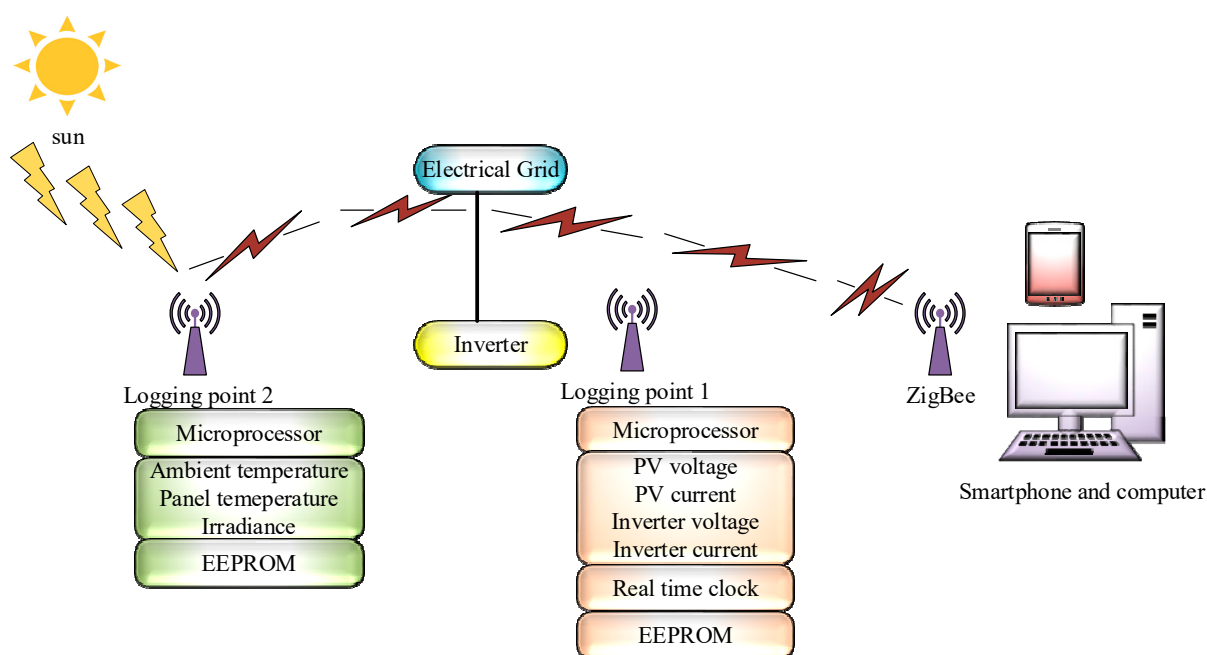 sun
Electrical Grid
Inverter
Logging point 2
Microprocessor
Ambient temperature
Panel temeperature
Irradiance
EEPROM
Logging point 1
Microprocessor
PV voltage
PV current
Inverter voltage
Inverter current
Real time clock
EEPROM
ZigBee
Smartphone and computer